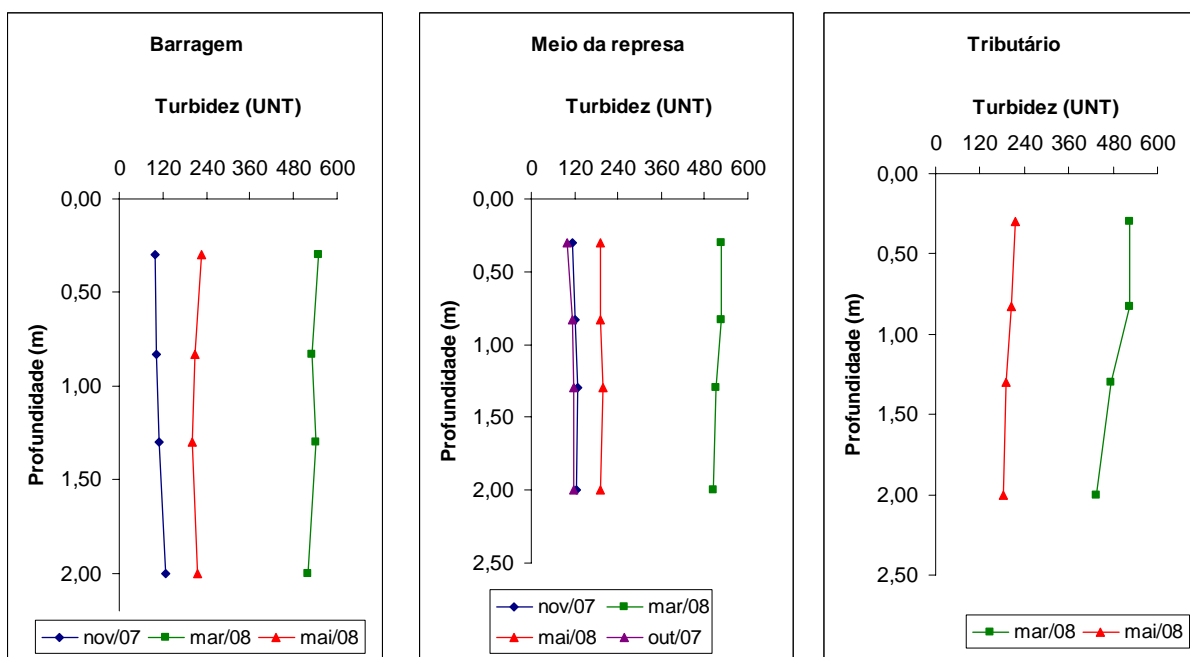 Barragem
Turbidez (UNT)
0 120 240 360 480 600
0,00
0,50
1,00
1,50
2,00
Profundidade (m)
nov/07 mar/08 mai/08
Meio da represa
Turbidez (UNT)
0 120 240 360 480 600
0,00
0,50
1,00
1,50
2,00
2,50
Profundidade (m)
nov/07 mar/08
mai/08 out/07
Tributário
Turbidez (UNT)
0 120 240 360 480 600
0,00
0,50
1,00
1,50
2,00
2,50
Profundidade (m)
mar/08 mai/08